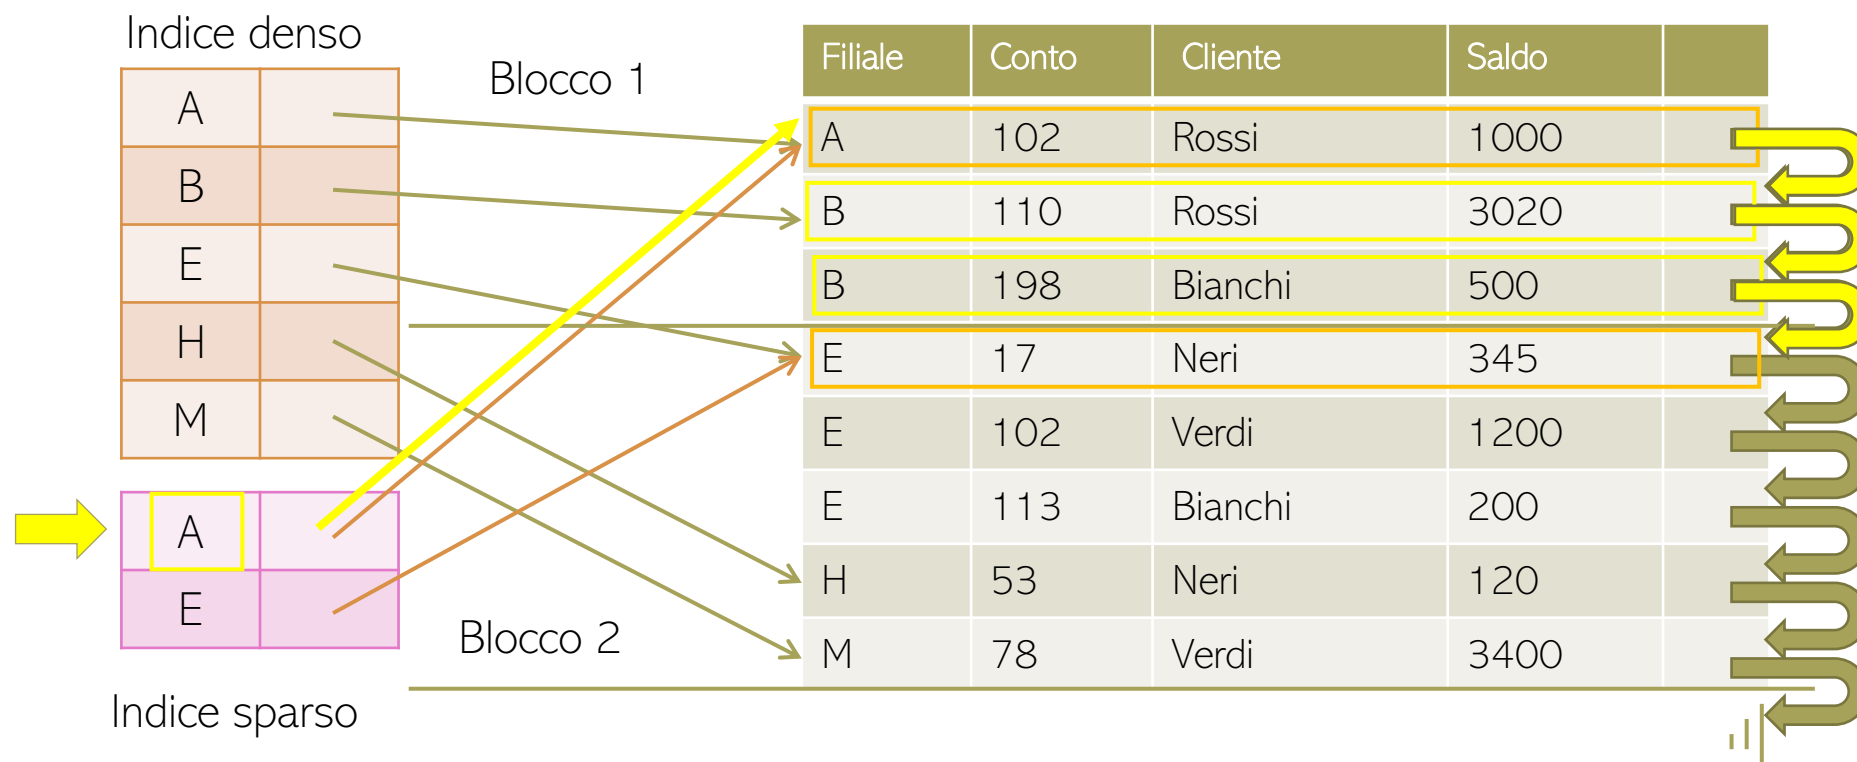 Indice denso
A
B
E
H
M
A
E
Indice sparso
Blocco 1
Blocco 2
Filiale Conto Cliente Saldo
A 102 Rossi 1000
B 110 Rossi 3020
B 198 Bianchi 500
E 17 Neri 345
E 102 Verdi 1200
E 113 Bianchi 200
H 53 Neri 120
M 78 Verdi 3400